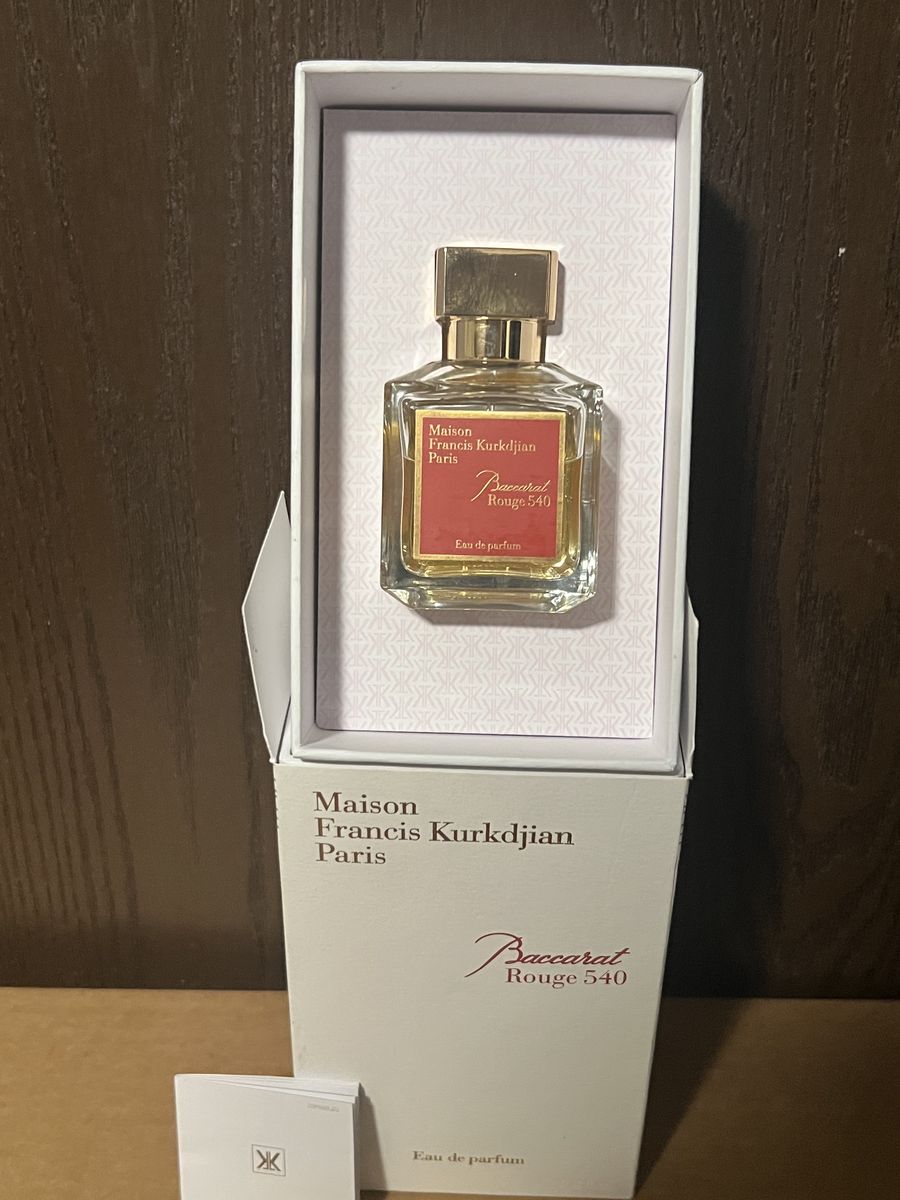 Maison
Francis Kurkdjian
Paris
Baccarat
Rouge 540
Eau de parfum
Maison
Francis Kurkdjian
Paris
Baccarat
Rouge 540
Eau de parfum